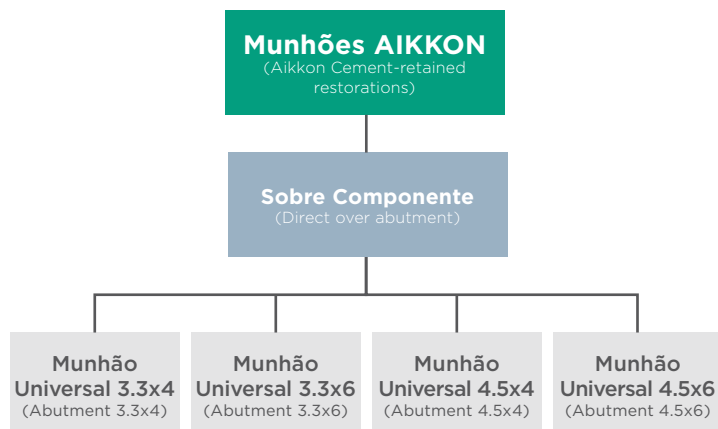 Munhões AIKKON
(Aikkon Cement-retained
restorations)
Sobre Componente
(Direct over abutment)
Munhão
Universal 3.3x4
(Abutment 3.3x4)
Munhão
Universal 3.3x6
(Abutment 3.3x6)
Munhão
Universal 4.5x4
(Abutment 4.5x4)
Munhão
Universal 4.5x6
(Abutment 4.5x6)